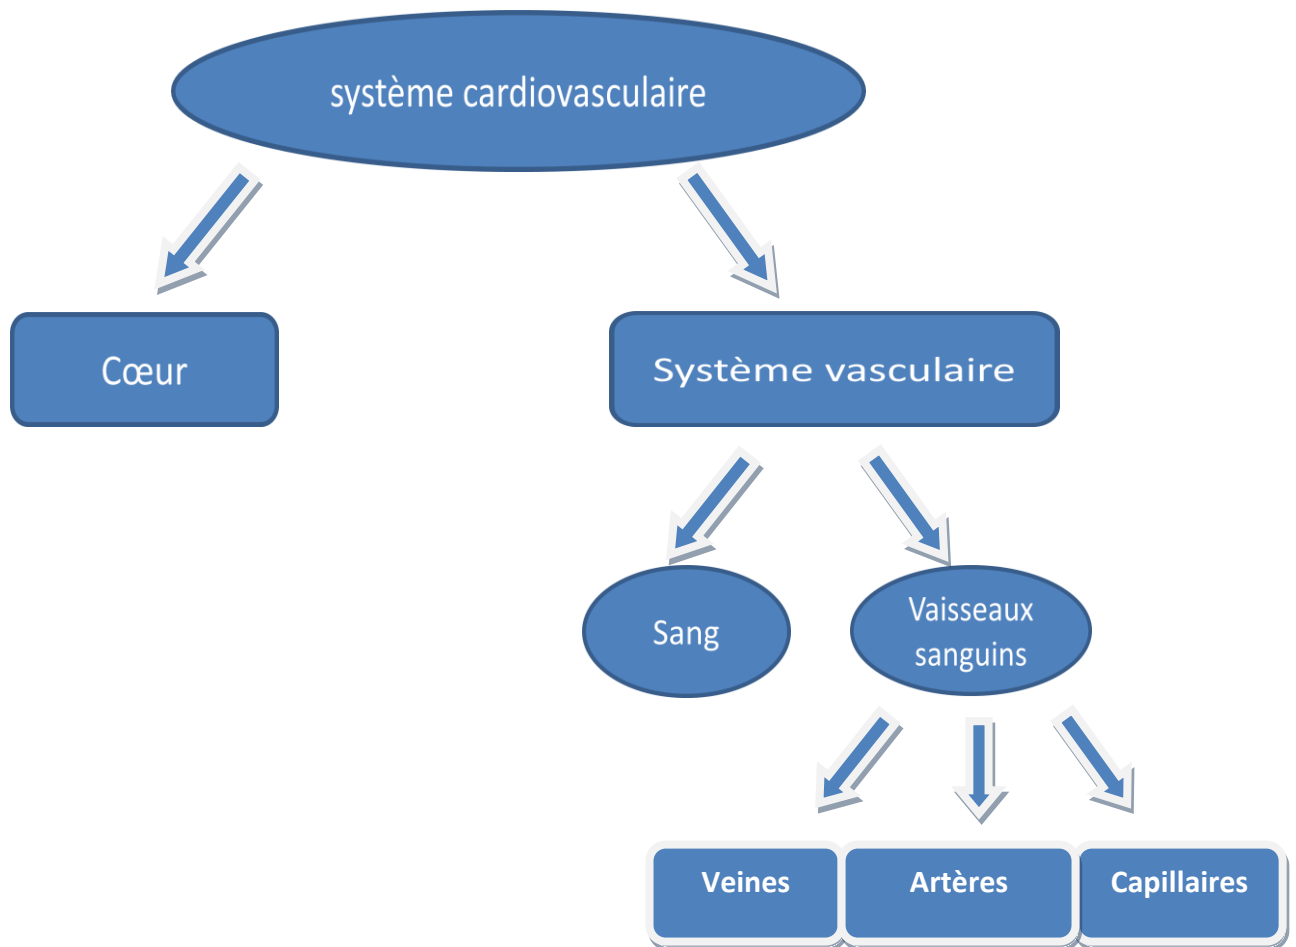 système cardiovasculaire
Cœur
Système vasculaire
Sang
Vaisseaux
sanguins
Veines
Artères
Capillaires